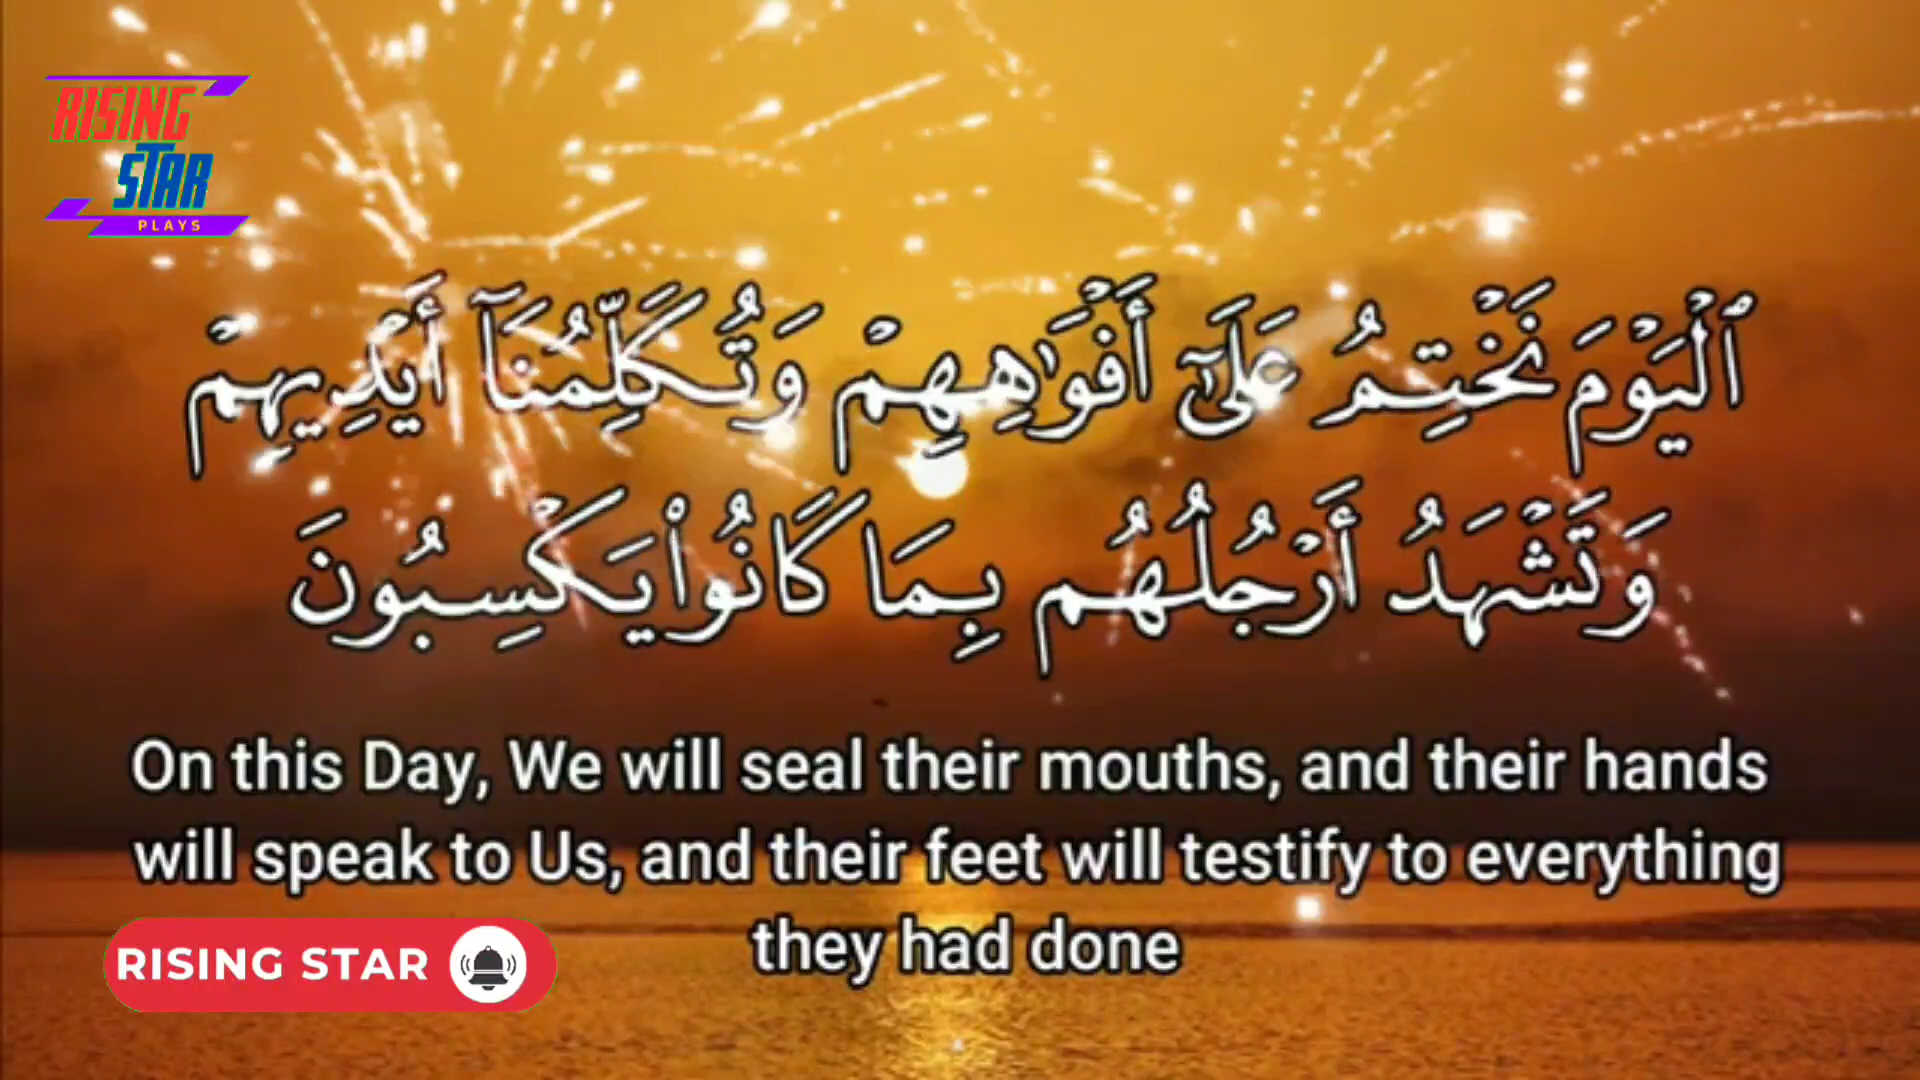 RISING
STAR
PLAYS
ٱلْيَوْمَ نَخْتِمُ عَلَىٰٓ أَفْوَٰهِهِمْ وَتُكَلِّمُنَآ أَيْدِيهِمْ
وَتَشْهَدُ أَرْجُلُهُم بِمَا كَانُوا۟ يَكْسِبُونَ
On this Day, We will seal their mouths, and their hands
will speak to Us, and their feet will testify to everything
they had done
RISING STAR